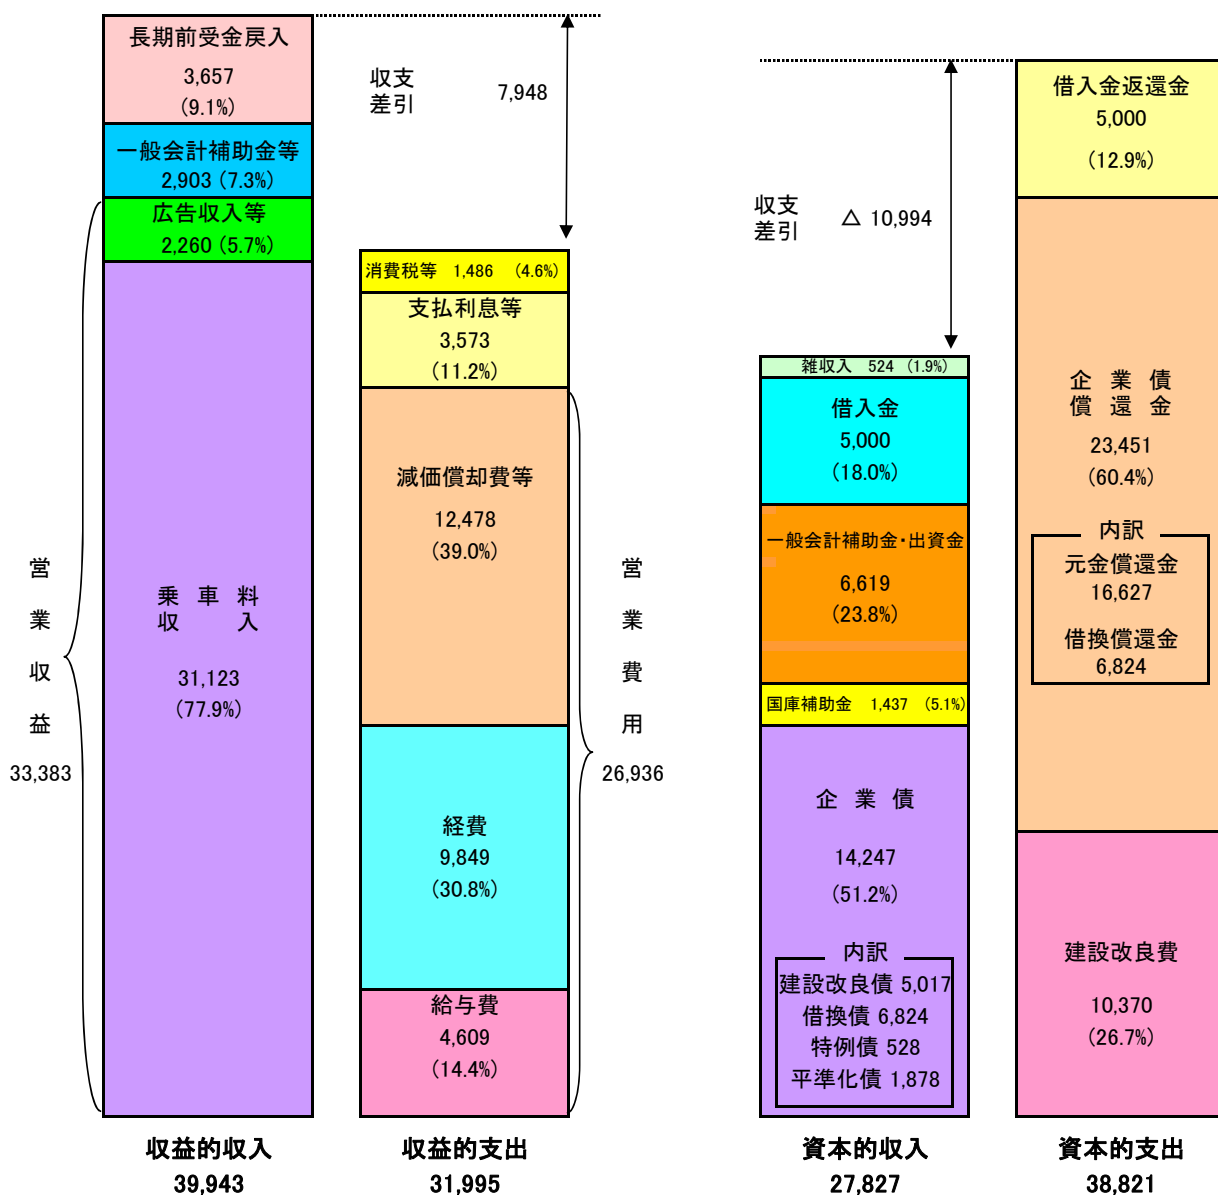 長期前受金戻入
3,657
(9.1%)
一般会計補助金等
2,903 (7.3%)
広告収入等
2,260 (5.7%)
乗車料
収入
31,123
(77.9%)
営業収益
33,383
収益的収入
39,943
収支
差引
7,948
消費税等 1,486 (4.6%)
支払利息等
3,573
(11.2%)
減価償却費等
12,478
(39.0%)
経費
9,849
(30.8%)
給与費
4,609
(14.4%)
営業費用
26,936
収益的支出
31,995
収支
差引
△ 10,994
雑収入 524 (1.9%)
借入金
5,000
(18.0%)
一般会計補助金・出資金
6,619
(23.8%)
国庫補助金 1,437 (5.1%)
企業債
14,247
(51.2%)
内訳
建設改良債 5,017
借換債 6,824
特例債 528
平準化債 1,878
資本的収入
27,827
借入金返還金
5,000
(12.9%)
企業債
償還金
23,451
(60.4%)
内訳
元金償還金
16,627
借換償還金
6,824
建設改良費
10,370
(26.7%)
資本的支出
38,821